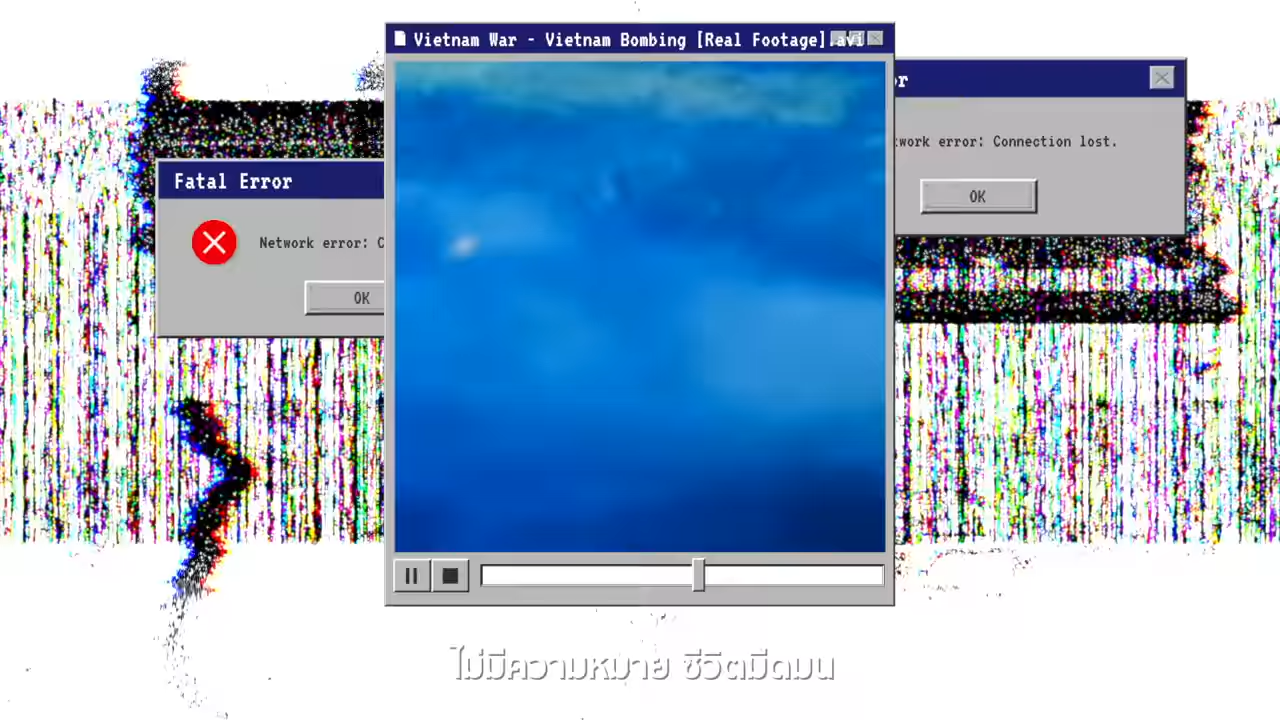 Vietnam War - Vietnam Bombing [Real Footage].avi
r
work error: Connection lost.
OK
Fatal Error
Network error: C
OK
ไม่มีความหมาย ชีวิตมืดมน